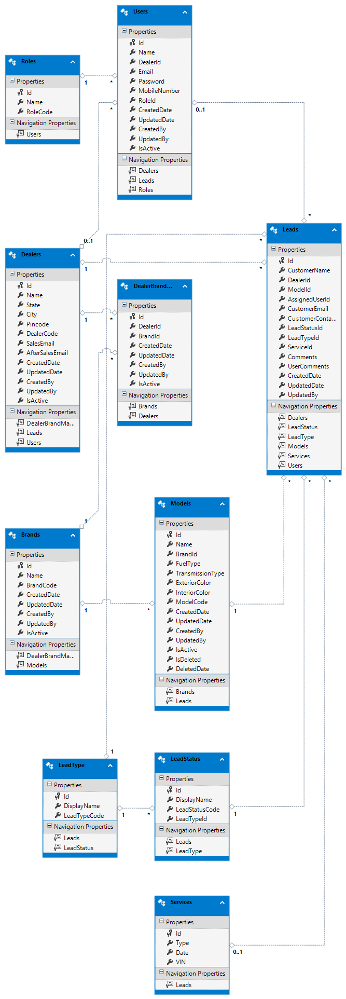 Users
Properties
Id
Name
DealerId
Email
Password
MobileNumber
RoleId
CreatedDate
UpdatedDate
CreatedBy
UpdatedBy
IsActive
Navigation Properties
Dealers
Leads
Roles
Roles
Properties
Id
Name
RoleCode
Navigation Properties
Users
1
*
*
0..1
0..1
*
Leads
Properties
Id
CustomerName
DealerId
ModelId
AssignedUserId
CustomerEmail
CustomerConta...
LeadStatusId
LeadTypeId
ServiceId
Comments
UserComments
CreatedDate
UpdatedDate
UpdatedBy
Navigation Properties
Dealers
LeadStatus
LeadType
Models
Services
Users
*
1
*
Dealers
Properties
Id
Name
State
City
Pincode
DealerCode
SalesEmail
AfterSalesEmail
CreatedDate
UpdatedDate
CreatedBy
UpdatedBy
IsActive
Navigation Properties
DealerBrandMa...
Leads
Users
DealerBrand...
Properties
Id
DealerId
BrandId
CreatedDate
UpdatedDate
CreatedBy
UpdatedBy
IsActive
Navigation Properties
Brands
Dealers
1
*
*
1
*
*
*
Brands
Properties
Id
Name
BrandCode
CreatedDate
UpdatedDate
CreatedBy
UpdatedBy
IsActive
Navigation Properties
DealerBrandMa...
Models
Models
Properties
Id
Name
BrandId
FuelType
TransmissionType
ExteriorColor
InteriorColor
ModelCode
CreatedDate
UpdatedDate
CreatedBy
UpdatedBy
IsActive
IsDeleted
DeletedDate
Navigation Properties
Brands
Leads
1
*
1
1
LeadType
Properties
Id
DisplayName
LeadTypeCode
Navigation Properties
Leads
LeadStatus
LeadStatus
Properties
Id
DisplayName
LeadStatusCode
LeadTypeId
Navigation Properties
Leads
LeadType
1
*
1
Services
Properties
Id
Type
Date
VIN
Navigation Properties
Leads
0..1